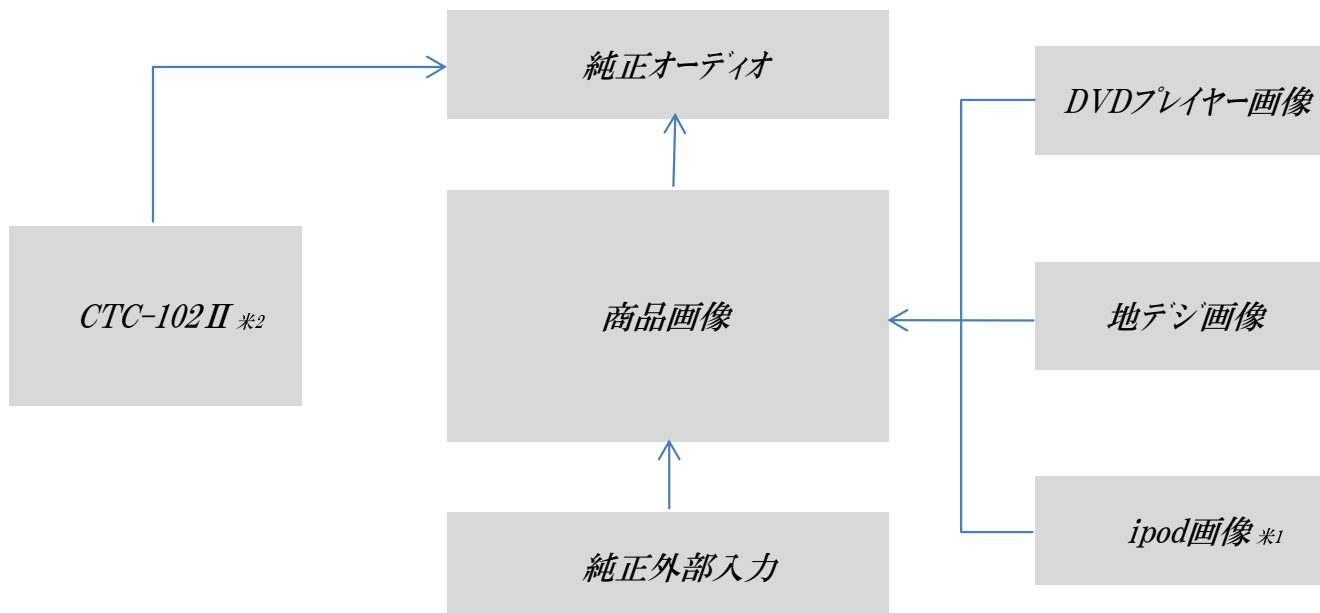 純正オーディオ
DVDプレイヤー画像
CTC-102Ⅱ 米2
商品画像
地デジ画像
ipod画像 米1
純正外部入力